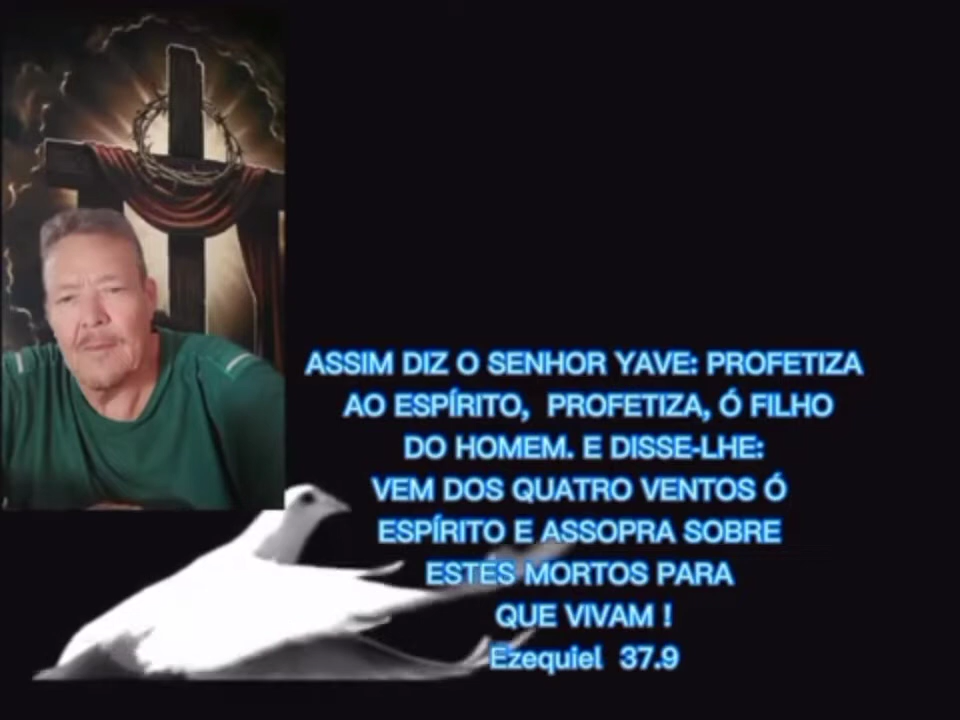 ASSIM DIZ O SENHOR YAVE: PROFETIZA
AO ESPÍRITO, PROFETIZA, Ó FILHO
DO HOMEM. E DISSE-LHE:
VEM DOS QUATRO VENTOS Ó
ESPÍRITO E ASSOPRA SOBRE
ESTÉS MORTOS PARA
QUE VIVAM !
Ezequiel 37.9